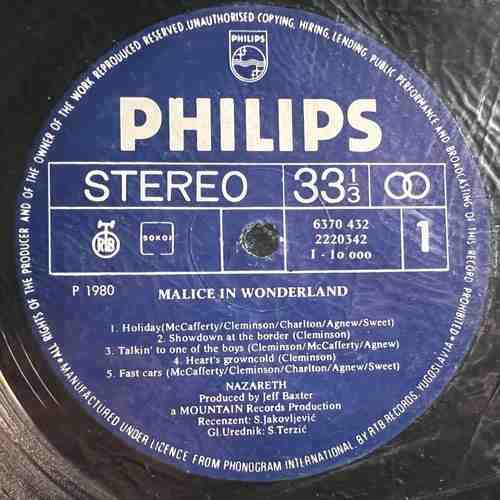 ALL RIGHTS OF THE PRODUCER AND OF THE OWNER OF THE WORK REPRODUCED RESERVED. UNAUTHORISED COPYING, HIRING, LENDING, PUBLIC PERFORMANCE AND BROADCASTING OF THIS RECORD PROHIBITED
PHILIPS
PHILIPS
STEREO 33 1/3
RTB SOKOJ 6370 432 1
2220342
I - 10 000
P 1980 MALICE IN WONDERLAND
1. Holiday(McCafferty/Cleminson/Charlton/Agnew/Sweet)
2. Showdown at the border (Cleminson)
3. Talkin' to one of the boys (Cleminson/McCafferty/Agnew)
4. Heart's growncold (Cleminson)
5. Fast cars (McCafferty/Cleminson/Charlton/Agnew/Sweet)
NAZARETH
Produced by Jeff Baxter
a MOUNTAIN Records Production
Recenzent: S.Jakovljević
Gl.Urednik: S.Terzić
MANUFACTURED UNDER LICENCE FROM PHONOGRAM INTERNATIONAL B.V. BY RTB RECORDS, YUGOSLAVIA